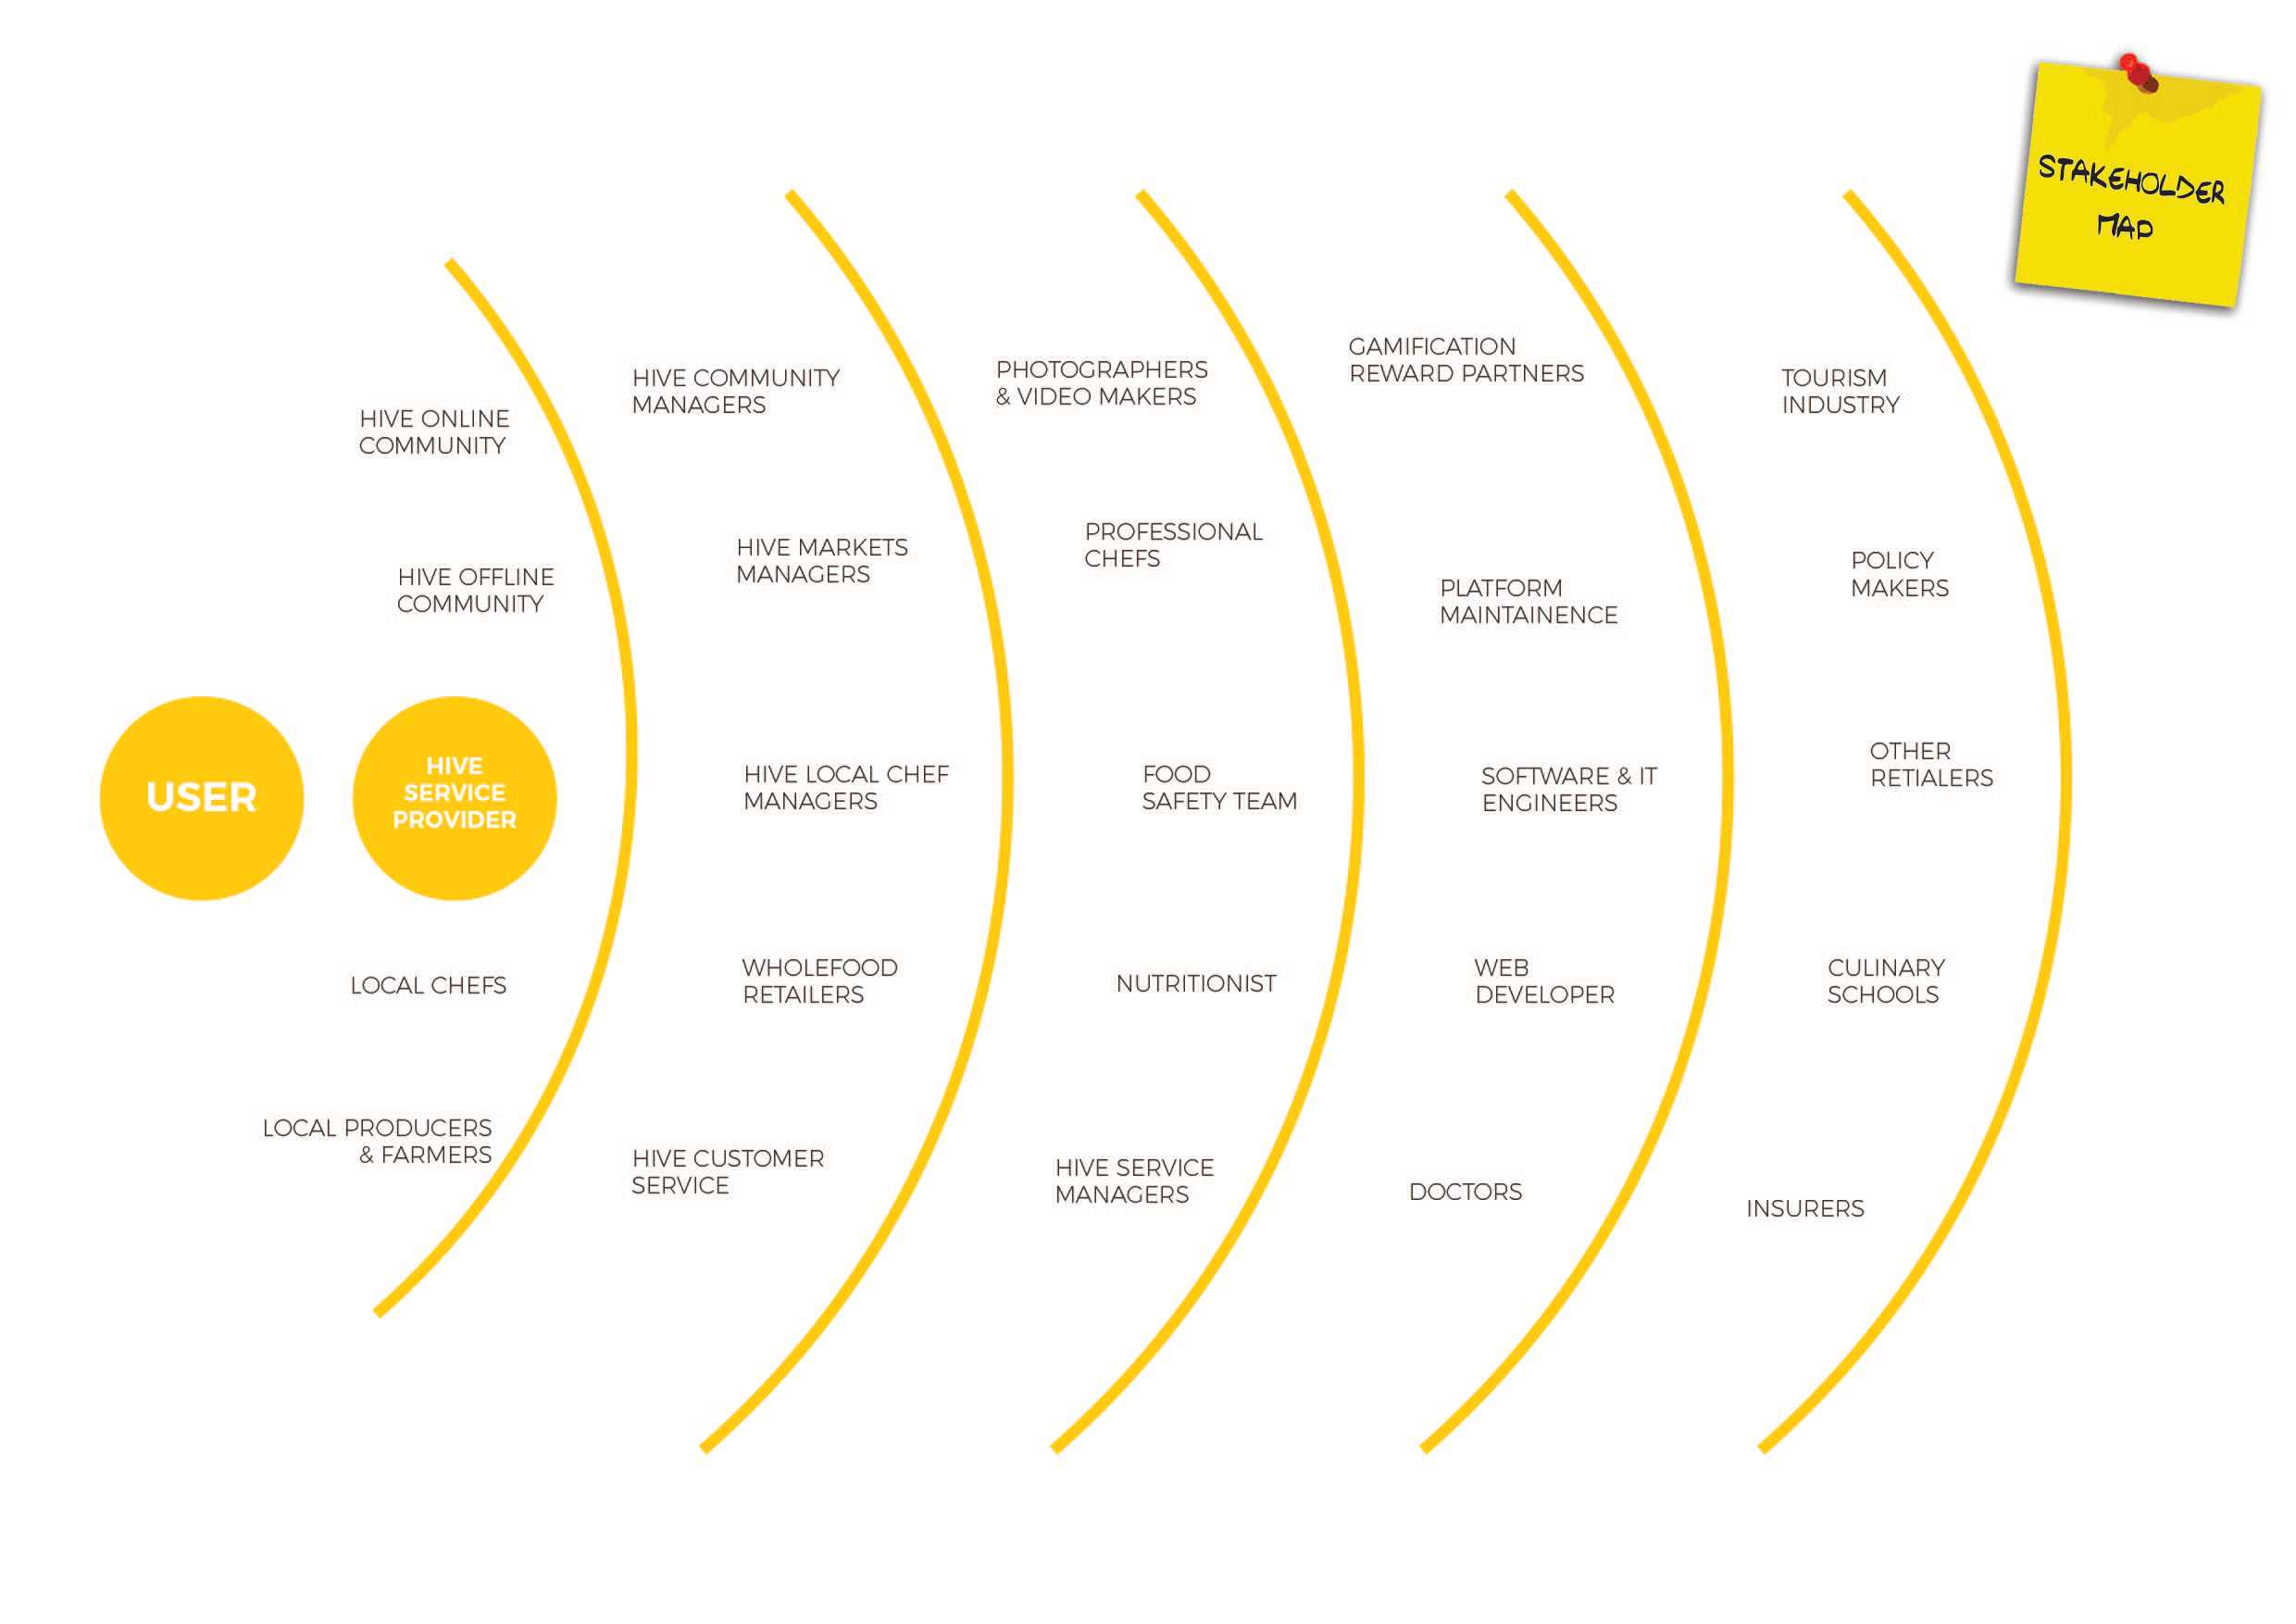 STAKEHOLDER
MAP
HIVE ONLINE
COMMUNITY
HIVE OFFLINE
COMMUNITY
USER
HIVE
SERVICE
PROVIDER
LOCAL CHEFS
LOCAL PRODUCERS
& FARMERS
HIVE COMMUNITY
MANAGERS
HIVE MARKETS
MANAGERS
HIVE LOCAL CHEF
MANAGERS
WHOLEFOOD
RETAILERS
HIVE CUSTOMER
SERVICE
PHOTOGRAPHERS
& VIDEO MAKERS
PROFESSIONAL
CHEFS
FOOD
SAFETY TEAM
NUTRITIONIST
HIVE SERVICE
MANAGERS
GAMIFICATION
REWARD PARTNERS
PLATFORM
MAINTAINENCE
SOFTWARE & IT
ENGINEERS
WEB
DEVELOPER
DOCTORS
TOURISM
INDUSTRY
POLICY
MAKERS
OTHER
RETIALERS
CULINARY
SCHOOLS
INSURERS